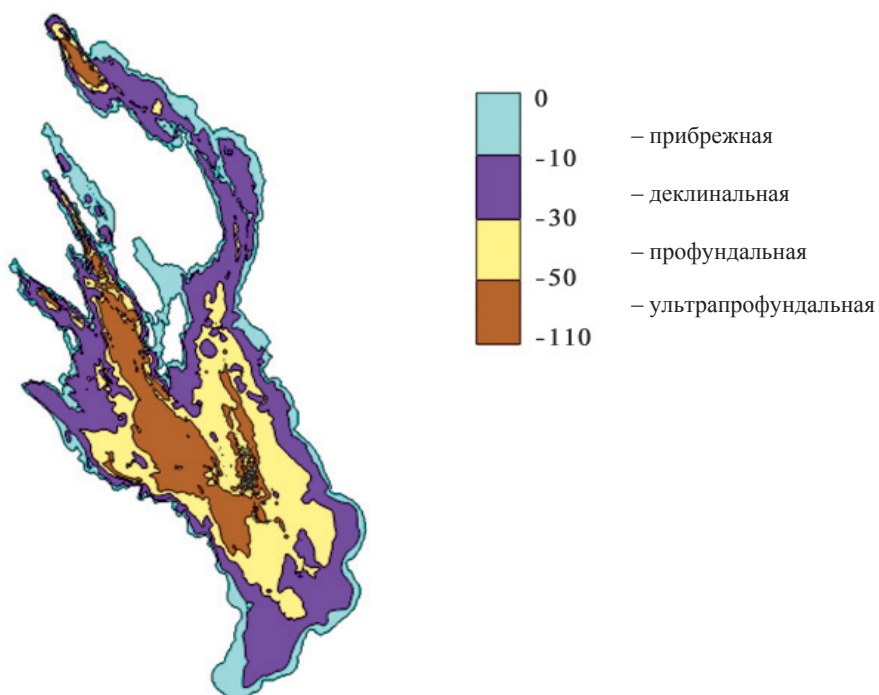 0
– прибрежная
-10
– деклинальная
-30
– профундальная
-50
– ультрапрофундальная
-110